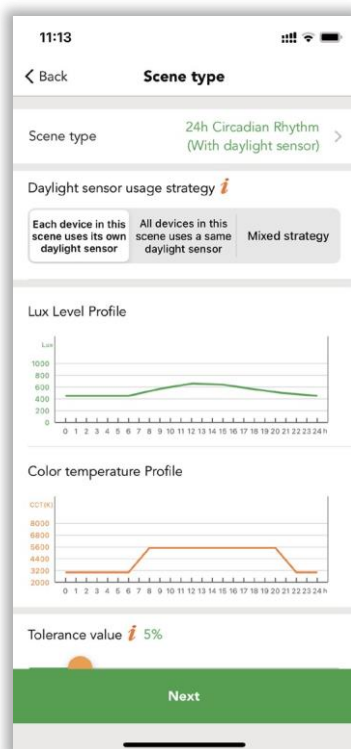 11:13
Back
Scene type
Scene type
24h Circadian Rhythm
(With daylight sensor)
Daylight sensor usage strategy i
Each device in this
scene uses its own
daylight sensor
All devices in this
scene uses a same
daylight sensor
Mixed strategy
Lux Level Profile
Lux
1000
800
600
400
200
0
0 1 2 3 4 5 6 7 8 9 10 11 12 13 14 15 16 17 18 19 20 21 22 23 24 h
Color temperature Profile
CCT(K)
8000
6800
5600
4400
3200
2000
0 1 2 3 4 5 6 7 8 9 10 11 12 13 14 15 16 17 18 19 20 21 22 23 24 h
Tolerance value i 5%
Next